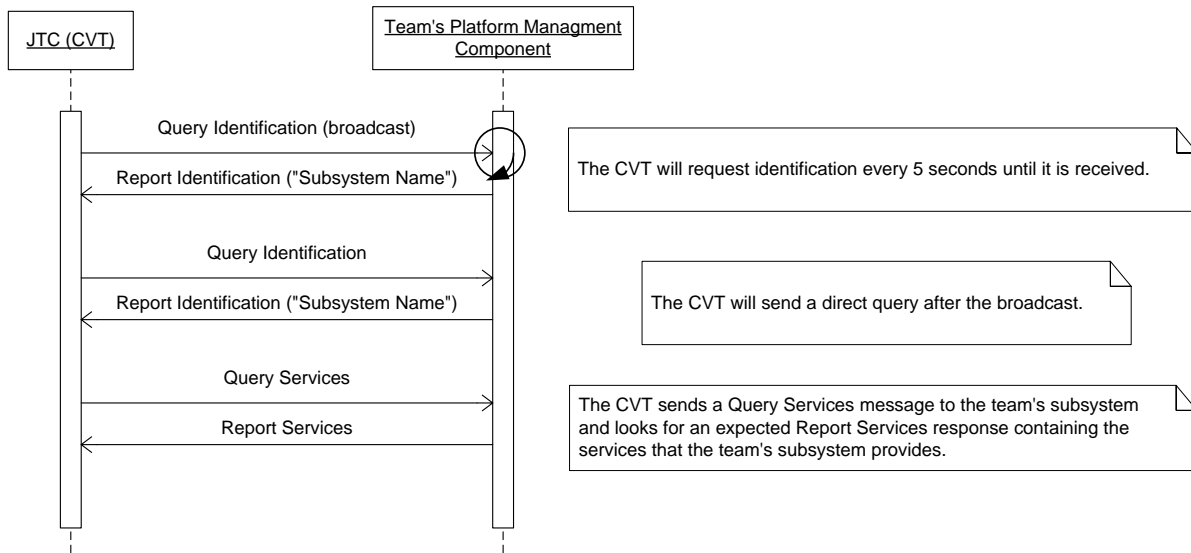 JTC (CVT)
Team's Platform Managment
Component
Query Identification (broadcast)
Report Identification ("Subsystem Name")
The CVT will request identification every 5 seconds until it is received.
Query Identification
Report Identification ("Subsystem Name")
The CVT will send a direct query after the broadcast.
Query Services
Report Services
The CVT sends a Query Services message to the team's subsystem
and looks for an expected Report Services response containing the
services that the team's subsystem provides.